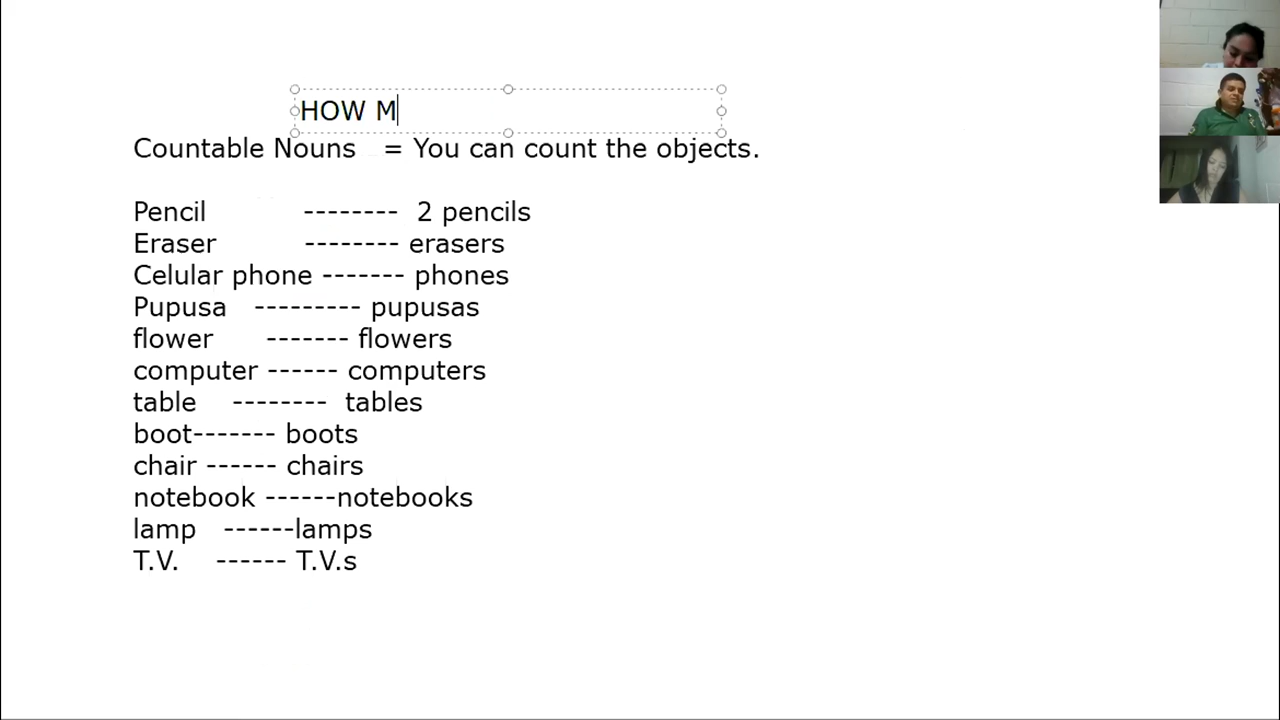 HOW M
Countable Nouns = You can count the objects.
Pencil -------- 2 pencils
Eraser -------- erasers
Celular phone ------- phones
Pupusa --------- pupusas
flower ------- flowers
computer ------ computers
table -------- tables
boot------- boots
chair ------ chairs
notebook ------notebooks
lamp ------lamps
T.V. ------ T.V.s